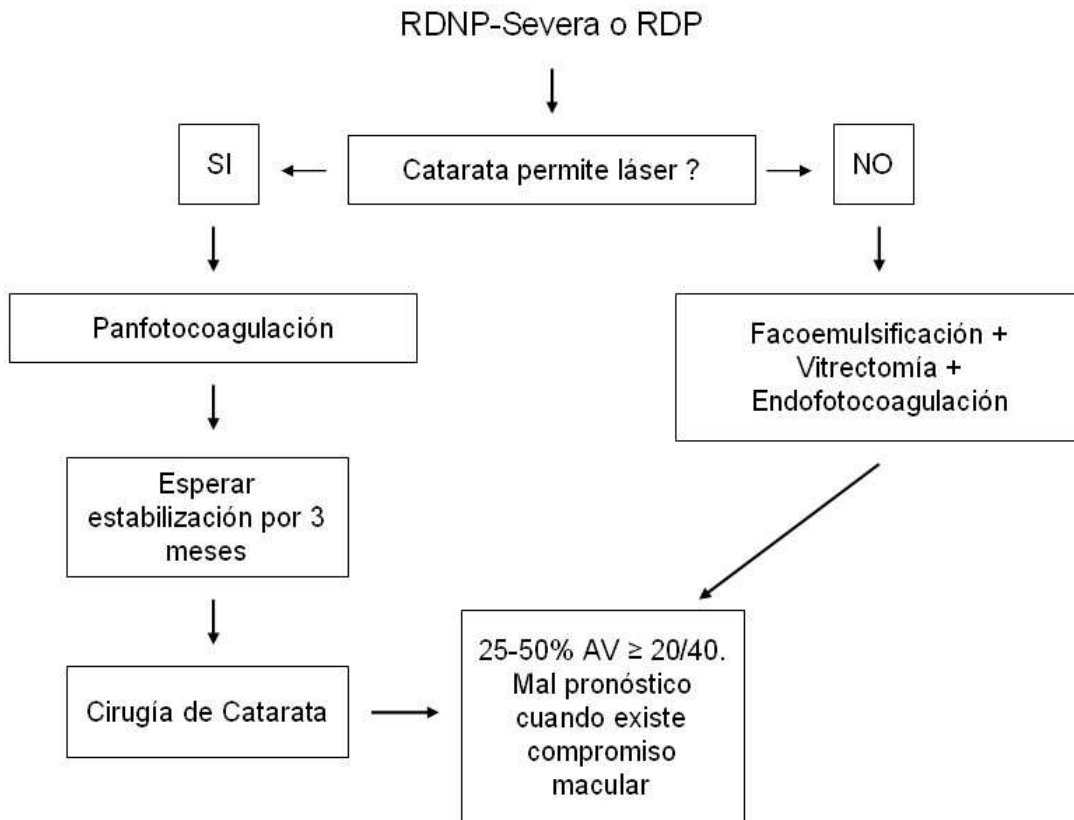 RDNP-Severa o RDP
SI
Catarata permite láser ?
NO
Panfotocoagulación
Facoemulsificación +
Vitrectomía +
Endofotocoagulación
Esperar
estabilización por 3
meses
Cirugía de Catarata
25-50% AV ≥ 20/40.
Mal pronóstico
cuando existe
compromiso
macular